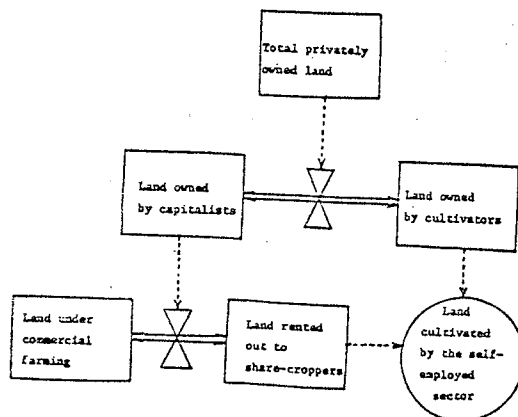 Total privately
owned land
Land owned
by capitalists
Land owned
by cultivators
Land under
commercial
farming
Land rented
out to
share-croppers
Land
cultivated
by the self-
employed
sector